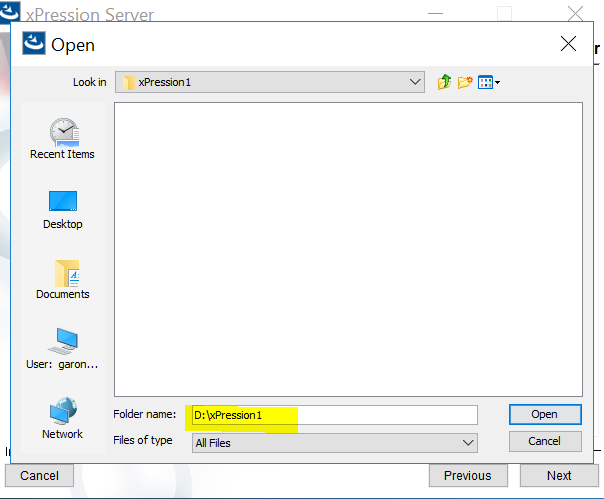 xPression Server
Open
Look in
xPression1
Recent Items
Desktop
Documents
User: garon...
Network
Folder name:
D:\xPression1
Open
Files of type
All Files
Cancel
Cancel
Previous
Next